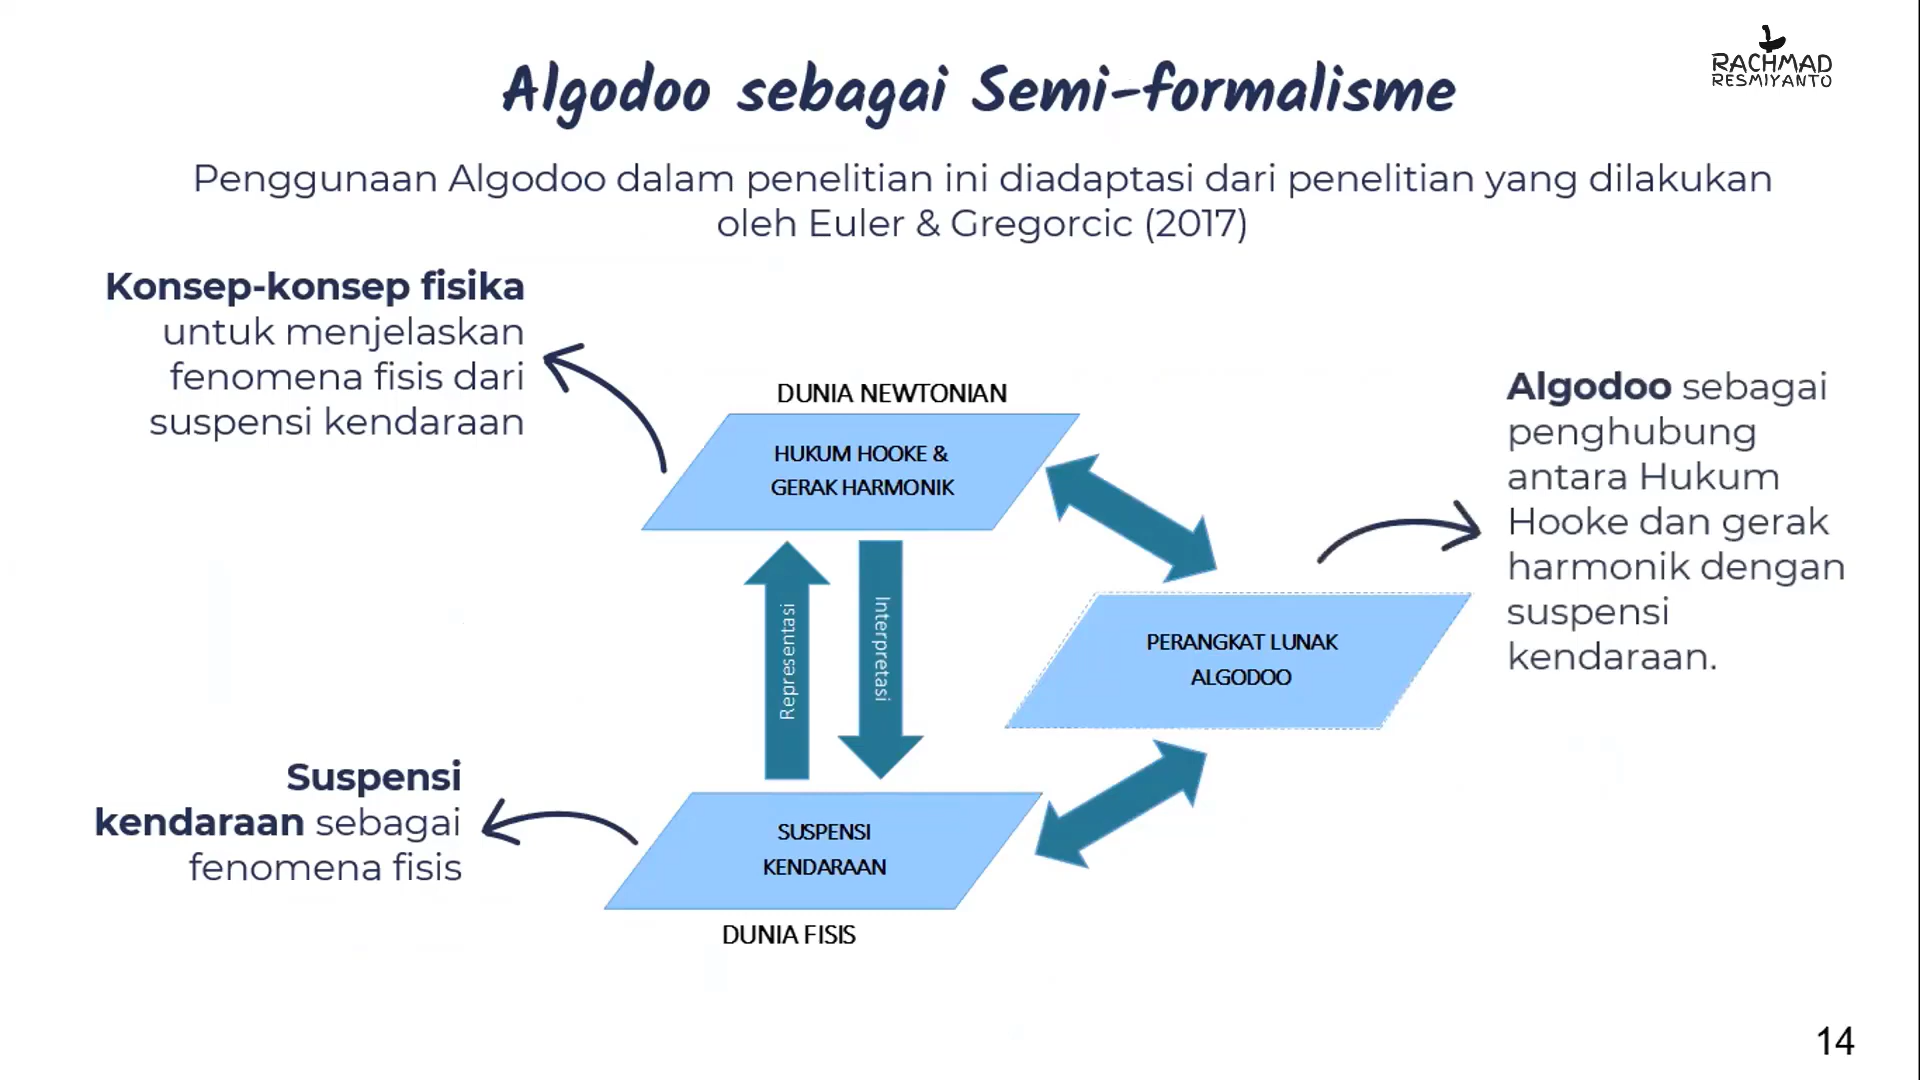 RACHMAD
RESMIYANTO
Algodoo sebagai Semi-formalisme
Penggunaan Algodoo dalam penelitian ini diadaptasi dari penelitian yang dilakukan
oleh Euler & Gregorcic (2017)
Konsep-konsep fisika
untuk menjelaskan
fenomena fisis dari
suspensi kendaraan
DUNIA NEWTONIAN
HUKUM HOOKE &
GERAK HARMONIK
Algodoo sebagai
penghubung
antara Hukum
Hooke dan gerak
harmonik dengan
suspensi
kendaraan.
Representasi
Interpretasi
PERANGKAT LUNAK
ALGODOO
Suspensi
kendaraan sebagai
fenomena fisis
SUSPENSI
KENDARAAN
DUNIA FISIS
14